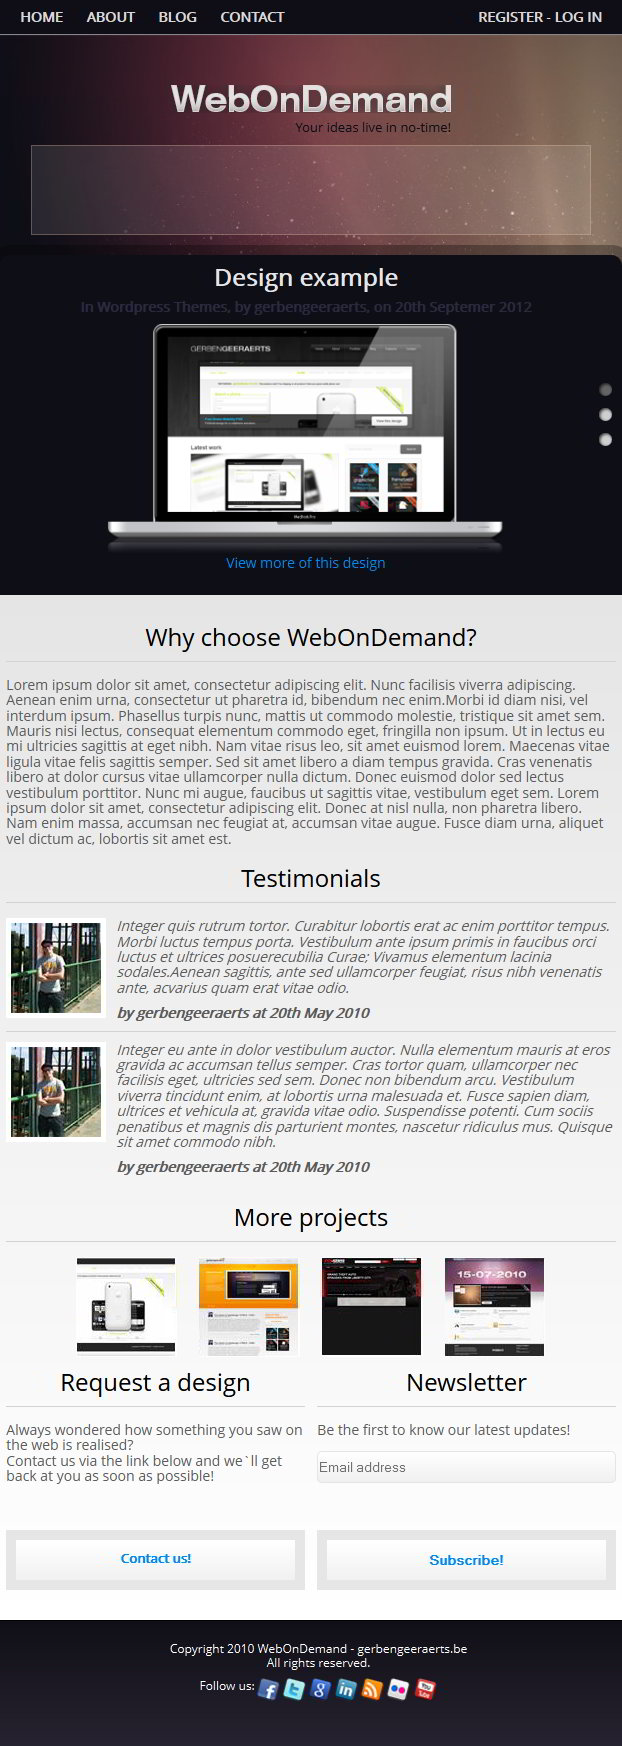 HOME ABOUT BLOG CONTACT REGISTER - LOG IN
WebOnDemand
Your ideas live in no-time!
Design example
In Wordpress Themes, by gerbengeeraerts, on 20th Septemer 2012
GERBENGEERAERTS
View this design
Latest work
View more of this design
Why choose WebOnDemand?
Lorem ipsum dolor sit amet, consectetur adipiscing elit. Nunc facilisis viverra adipiscing.
Aenean enim urna, consectetur ut pharetra id, bibendum nec enim.Morbi id diam nisi, vel
interdum ipsum. Phasellus turpis nunc, mattis ut commodo molestie, tristique sit amet sem.
Mauris nisi lectus, consequat elementum commodo eget, fringilla non ipsum. Ut in lectus eu
mi ultricies sagittis at eget nibh. Nam vitae risus leo, sit amet euismod lorem. Maecenas vitae
ligula vitae felis sagittis semper. Sed sit amet libero a diam tempus gravida. Cras venenatis
libero at dolor cursus vitae ullamcorper nulla dictum. Donec euismod dolor sed lectus
vestibulum porttitor. Nunc mi augue, faucibus ut sagittis vitae, vestibulum eget sem. Lorem
ipsum dolor sit amet, consectetur adipiscing elit. Donec at nisl nulla, non pharetra libero.
Nam enim massa, accumsan nec feugiat at, accumsan vitae augue. Fusce diam urna, aliquet
vel dictum ac, lobortis sit amet est.
Testimonials
Integer quis rutrum tortor. Curabitur lobortis erat ac enim porttitor tempus.
Morbi luctus tempus porta. Vestibulum ante ipsum primis in faucibus orci
luctus et ultrices posuerecubilia Curae; Vivamus elementum lacinia
sodales.Aenean sagittis, ante sed ullamcorper feugiat, risus nibh venenatis
ante, acvarius quam erat vitae odio.
by gerbengeeraerts at 20th May 2010
Integer eu ante in dolor vestibulum auctor. Nulla elementum mauris at eros
gravida ac accumsan tellus semper. Cras tortor quam, ullamcorper nec
facilisis eget, ultricies sed sem. Donec non bibendum arcu. Vestibulum
viverra tincidunt enim, at lobortis urna malesuada et. Fusce sapien diam,
ultrices et vehicula at, gravida vitae odio. Suspendisse potenti. Cum sociis
penatibus et magnis dis parturient montes, nascetur ridiculus mus. Quisque
sit amet commodo nibh.
by gerbengeeraerts at 20th May 2010
More projects
15-07-2010
Request a design
Always wondered how something you saw on
the web is realised?
Contact us via the link below and we`ll get
back at you as soon as possible!
Contact us!
Newsletter
Be the first to know our latest updates!
Email address
Subscribe!
Copyright 2010 WebOnDemand - gerbengeeraerts.be
All rights reserved.
Follow us: